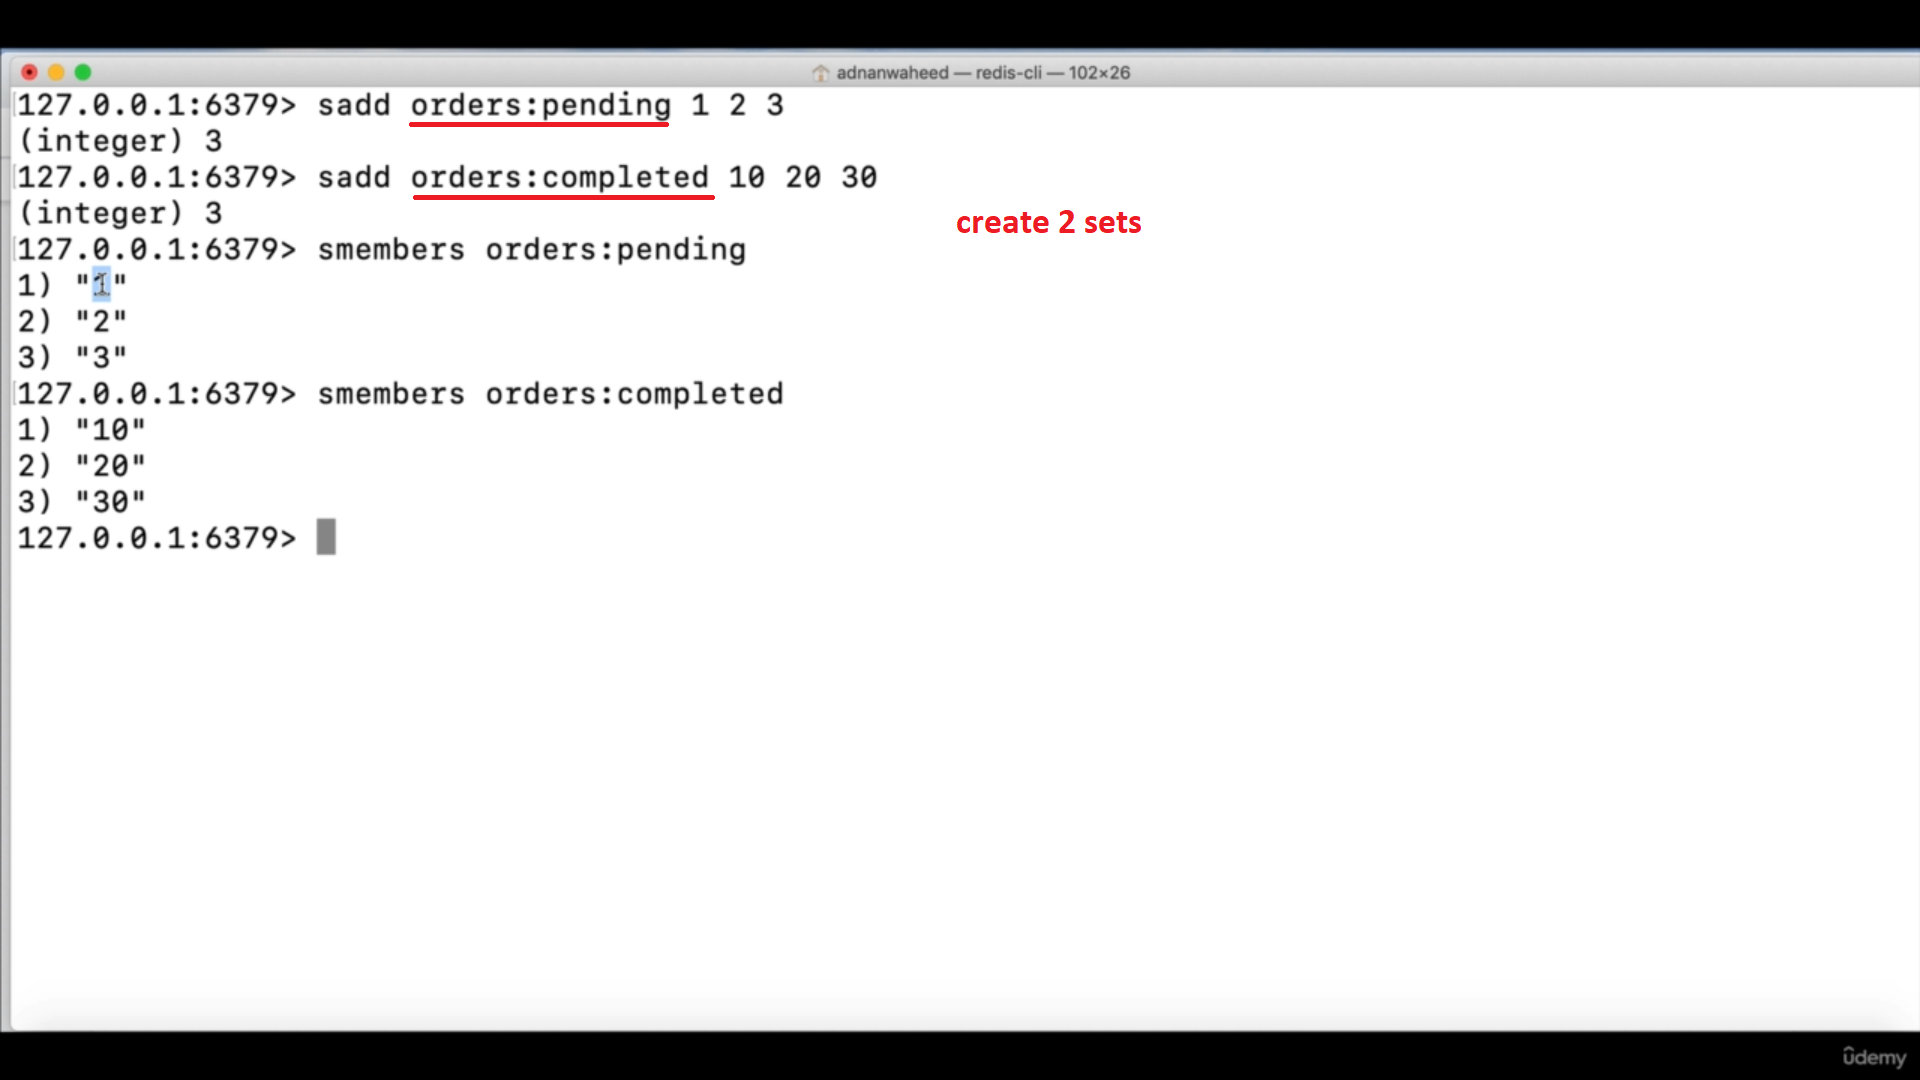 adnanwaheed — redis-cli — 102×26
127.0.0.1:6379> sadd orders:pending 1 2 3
(integer) 3
127.0.0.1:6379> sadd orders:completed 10 20 30
(integer) 3
create 2 sets
127.0.0.1:6379> smembers orders:pending
1) "1"
2) "2"
3) "3"
127.0.0.1:6379> smembers orders:completed
1) "10"
2) "20"
3) "30"
127.0.0.1:6379>
ûdemy